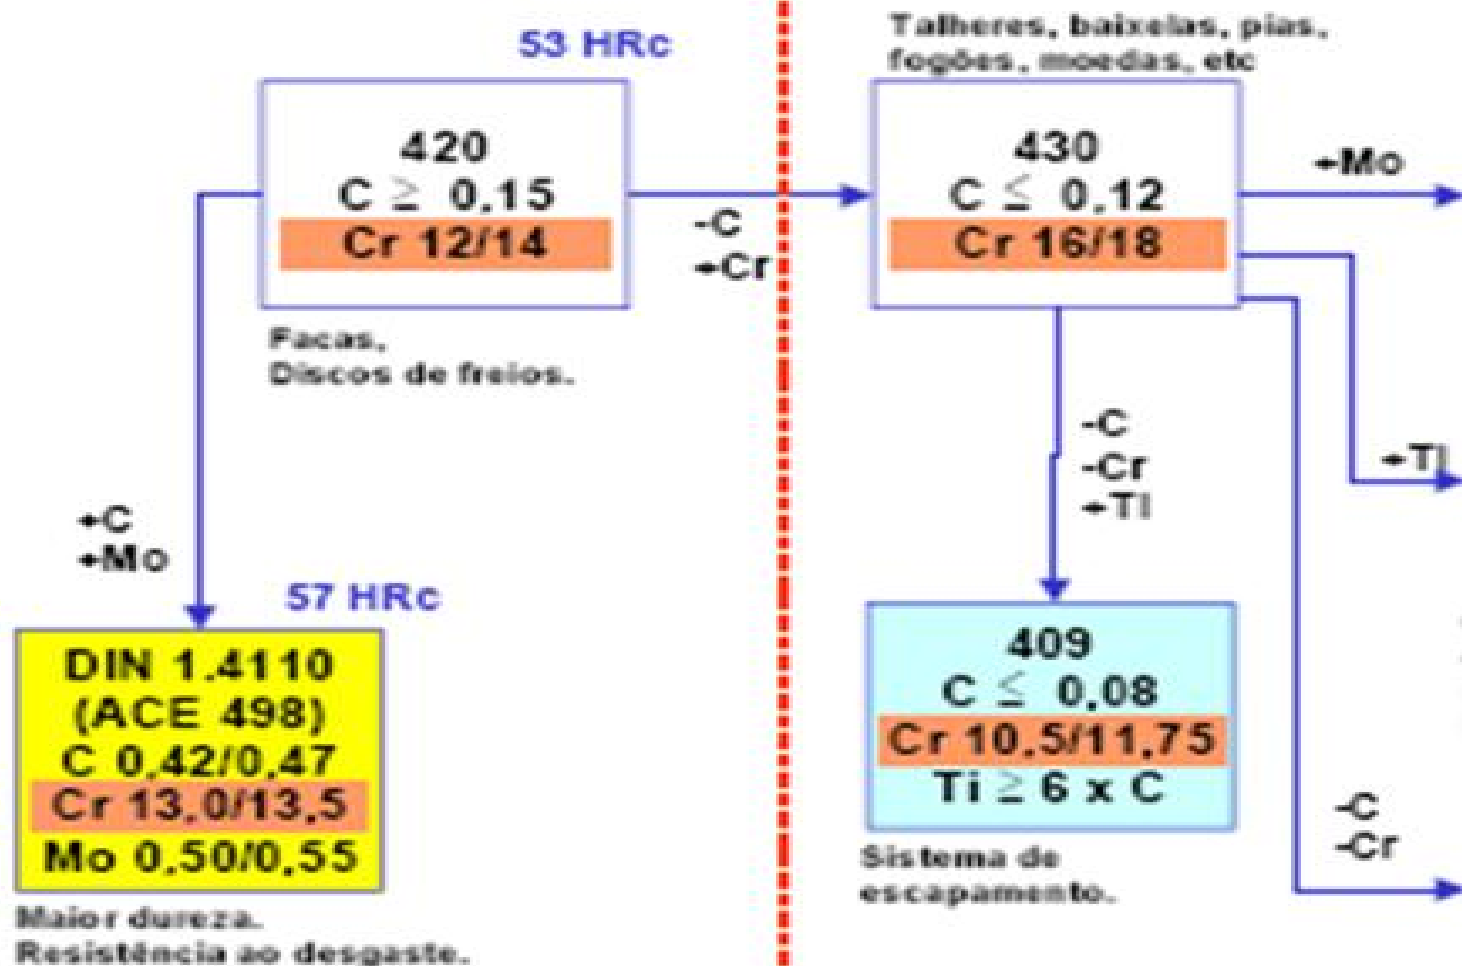 53 HRc
420
C ≥ 0,15
Cr 12/14
Facas,
Discos de freios.
-C
+Cr
+C
+Mo
57 HRc
DIN 1.4110
(ACE 498)
C 0,42/0,47
Cr 13,0/13,5
Mo 0,50/0,55
Maior dureza.
Resistência ao desgaste.
Talheres, baixelas, pias,
fogões, moedas, etc
430
C ≤ 0,12
Cr 16/18
+Mo
+Ti
-C
-Cr
+Ti
409
C ≤ 0,08
Cr 10,5/11,75
Ti ≥ 6 x C
Sistema de
escapamento.
-C
-Cr